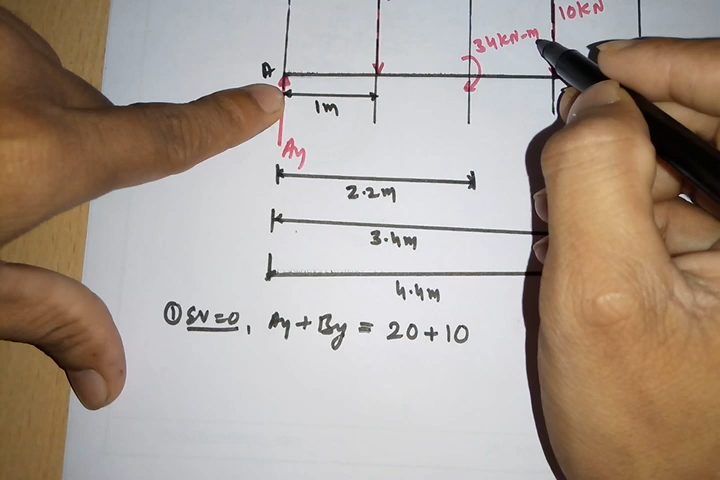 10kN
34kN-m
A
1m
Ay
2.2m
3.4m
4.4m
① ΣV=0, Ay + By = 20+10